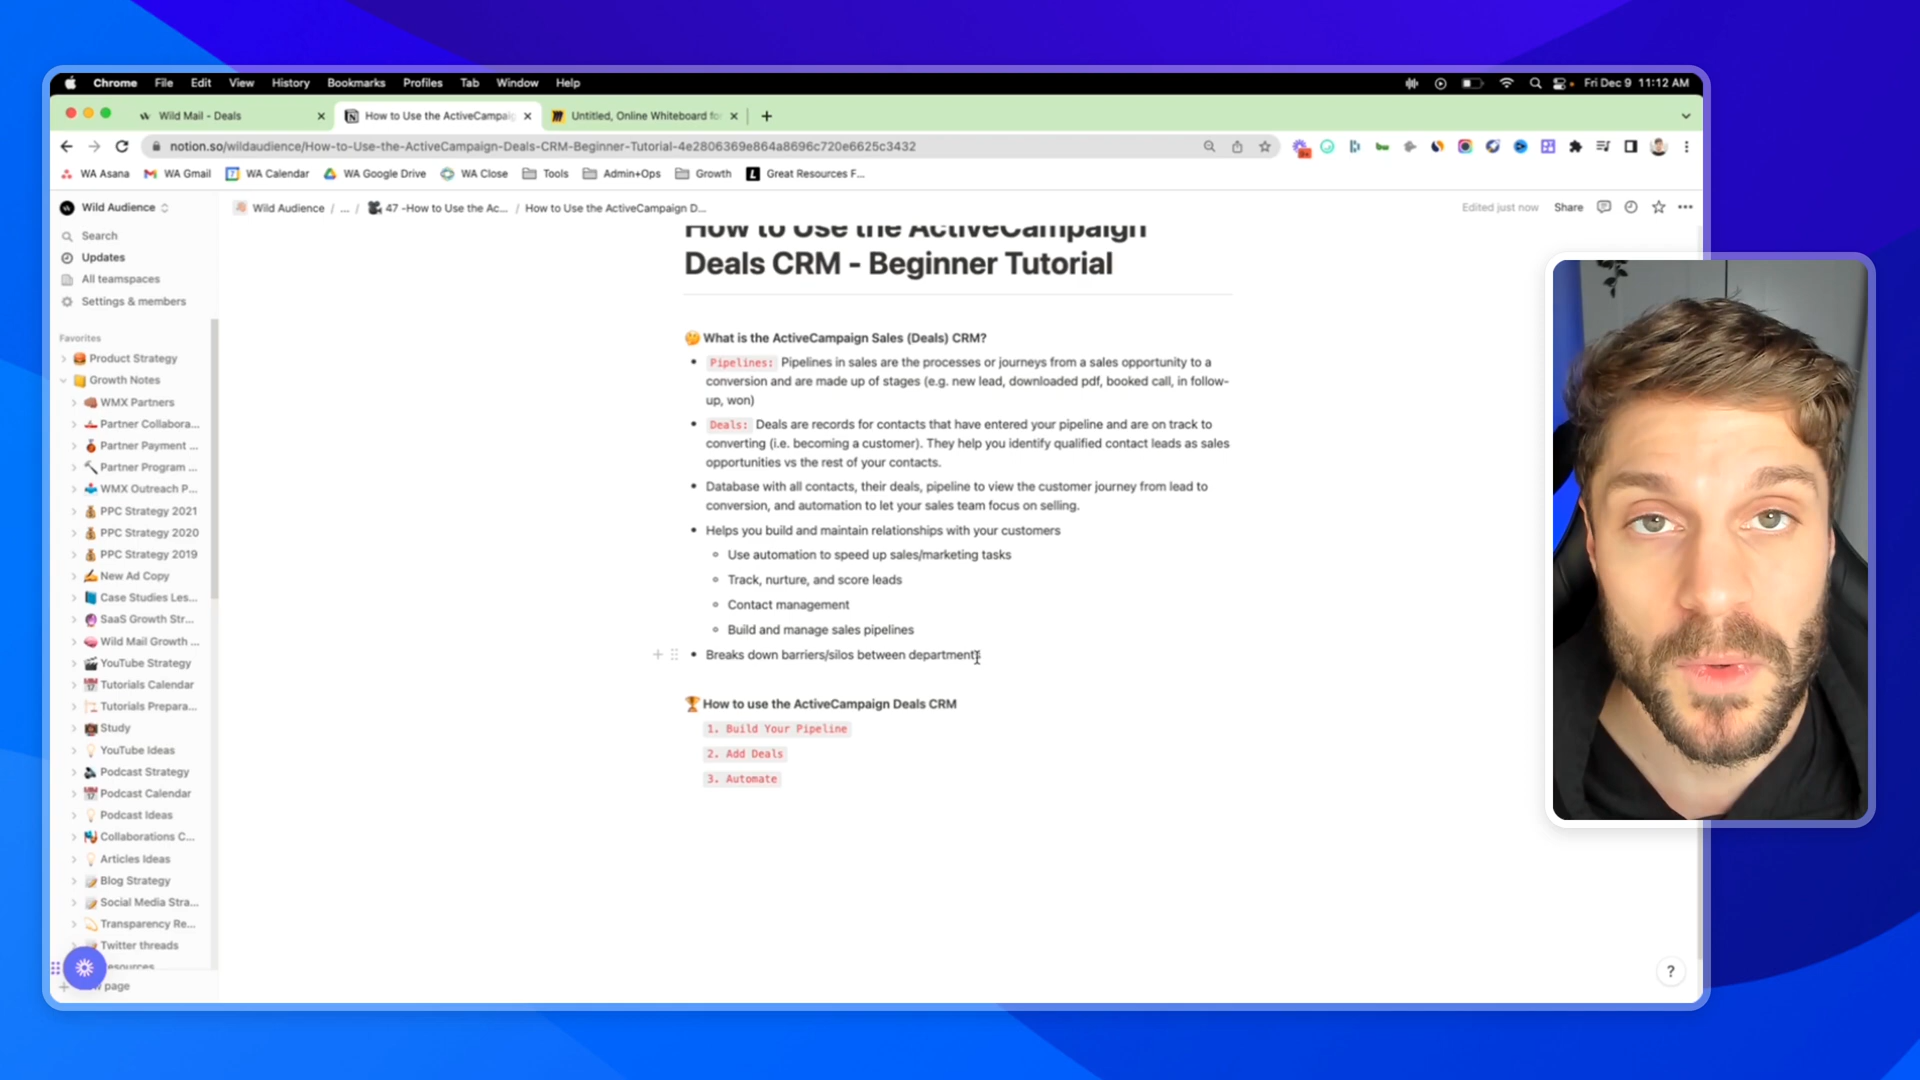 Chrome File Edit View History Bookmarks Profiles Tab Window Help
Fri Dec 9 11:12 AM
Wild Mail - Deals
How to Use the ActiveCampaig
Untitled, Online Whiteboard for
notion.so/wildaudience/How-to-Use-the-ActiveCampaign-Deals-CRM-Beginner-Tutorial-4e2806369e864a8696c720e6625c3432
WA Asana WA Gmail WA Calendar WA Google Drive WA Close Tools Admin+Ops Growth Great Resources F...
Wild Audience
Wild Audience / ... / 47 -How to Use the Ac... / How to Use the ActiveCampaign D...
Edited just now Share
Search
Updates
All teamspaces
Settings & members
Favorites
Product Strategy
Growth Notes
WMX Partners
Partner Collabora...
Partner Payment ...
Partner Program ...
WMX Outreach P...
PPC Strategy 2021
PPC Strategy 2020
PPC Strategy 2019
New Ad Copy
Case Studies Les...
SaaS Growth Str...
Wild Mail Growth ...
YouTube Strategy
Tutorials Calendar
Tutorials Prepara...
Study
YouTube Ideas
Podcast Strategy
Podcast Calendar
Podcast Ideas
Collaborations C...
Articles Ideas
Blog Strategy
Social Media Stra...
Transparency Re...
Twitter threads
page
How to Use the ActiveCampaign
Deals CRM - Beginner Tutorial
What is the ActiveCampaign Sales (Deals) CRM?
• Pipelines: Pipelines in sales are the processes or journeys from a sales opportunity to a
conversion and are made up of stages (e.g. new lead, downloaded pdf, booked call, in follow-
up, won)
• Deals: Deals are records for contacts that have entered your pipeline and are on track to
converting (i.e. becoming a customer). They help you identify qualified contact leads as sales
opportunities vs the rest of your contacts.
• Database with all contacts, their deals, pipeline to view the customer journey from lead to
conversion, and automation to let your sales team focus on selling.
• Helps you build and maintain relationships with your customers
Use automation to speed up sales/marketing tasks
Track, nurture, and score leads
Contact management
Build and manage sales pipelines
• Breaks down barriers/silos between departments
How to use the ActiveCampaign Deals CRM
1. Build Your Pipeline
2. Add Deals
3. Automate
?